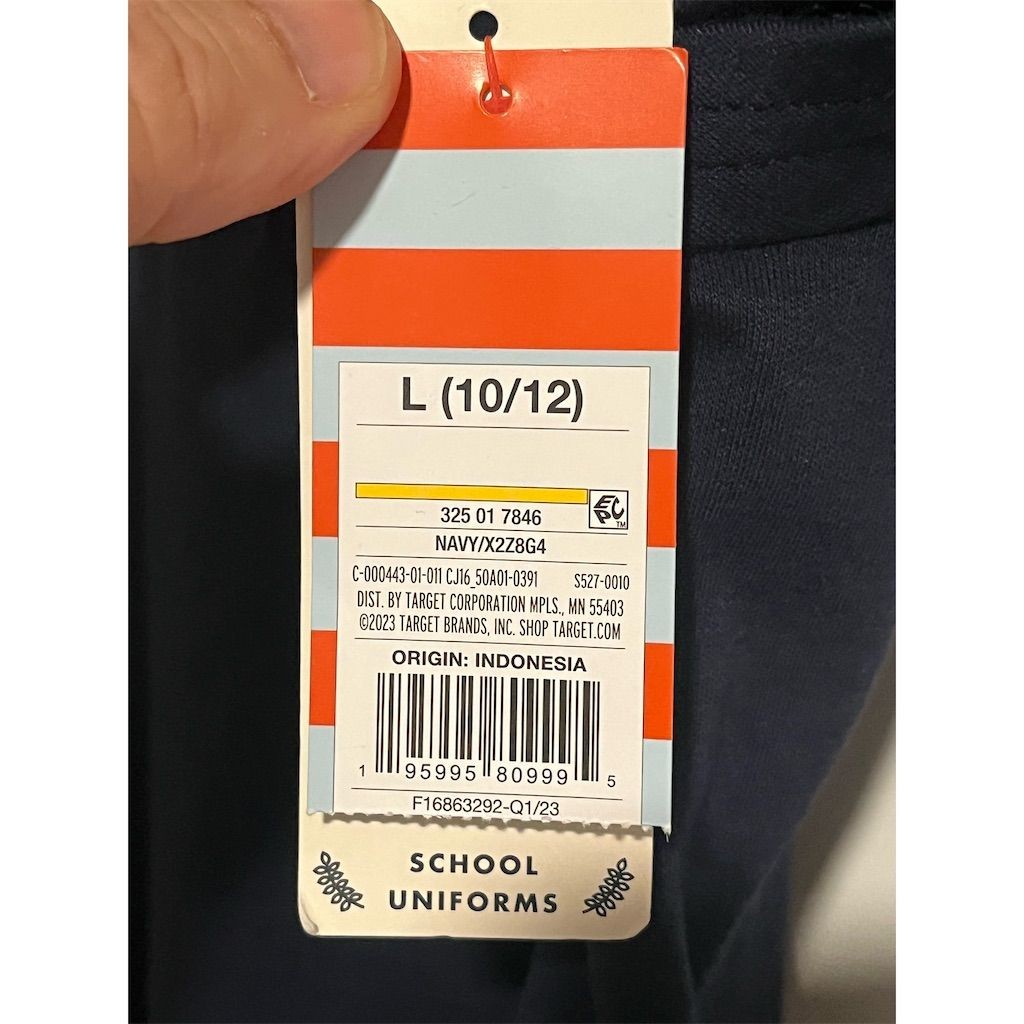 L (10/12)
EPC
TM
325 01 7846
NAVY/X2Z8G4
C-000443-01-011 CJ16_50A01-0391 S527-0010
DIST. BY TARGET CORPORATION MPLS., MN 55403
©2023 TARGET BRANDS, INC. SHOP TARGET.COM
ORIGIN: INDONESIA
1 95995 80999 5
F16863292-Q1/23
SCHOOL
UNIFORMS